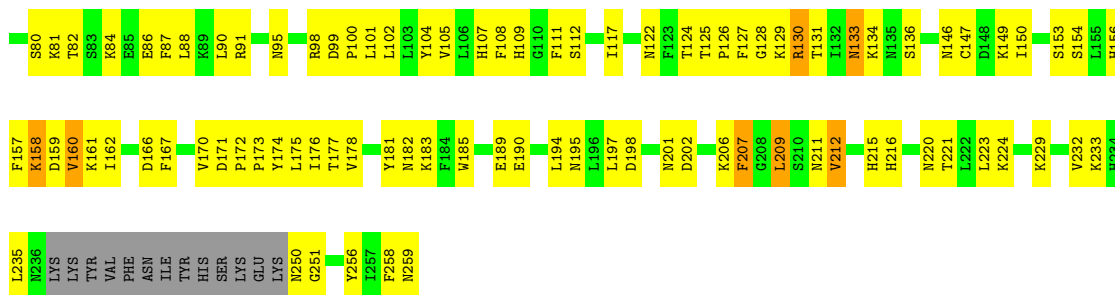 S80 K81 T82 S83 K84 E85 E86 F87 L88 K89 L90 R91 N95 R98 D99 P100 L101 L102 L103 Y104 V105 L106 H107 F108 H109 G110 F111 S112 I117 N122 F123 T124 T125 P126 F127 G128 K129 R130 T131 I132 N133 K134 N135 S136 N146 C147 D148 K149 I150 S153 S154 L155 H156
F157 K158 D159 V160 K161 I162 D166 F167 V170 D171 P172 P173 Y174 L175 I176 T177 V178 Y181 N182 K183 F184 W185 E189 E190 L194 N195 L196 L197 D198 N201 D202 K206 F207 G208 L209 S210 N211 V212 H215 H216 N220 T221 L222 L223 K224 K229 V232 K233 H234
L235 N236 LYS LYS TYR VAL PHE ASN ILE TYR HIS SER LYS GLU LYS N250 G251 Y256 I257 F258 N259